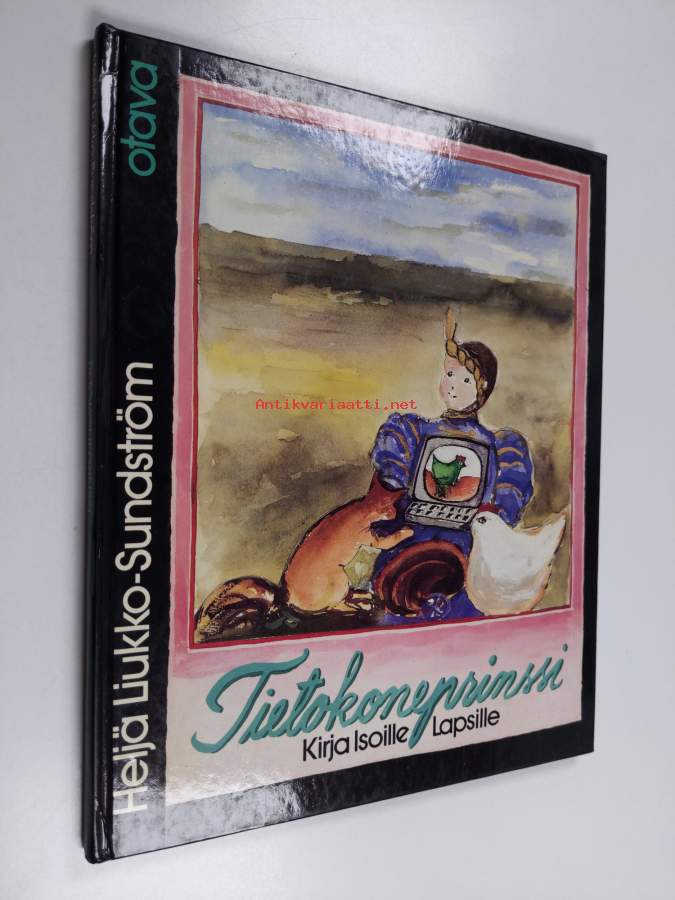 Heljä Liukko-Sundström
otava
Antikvariaatti.net
Tietokoneprinssi
Kirja Isoille Lapsille